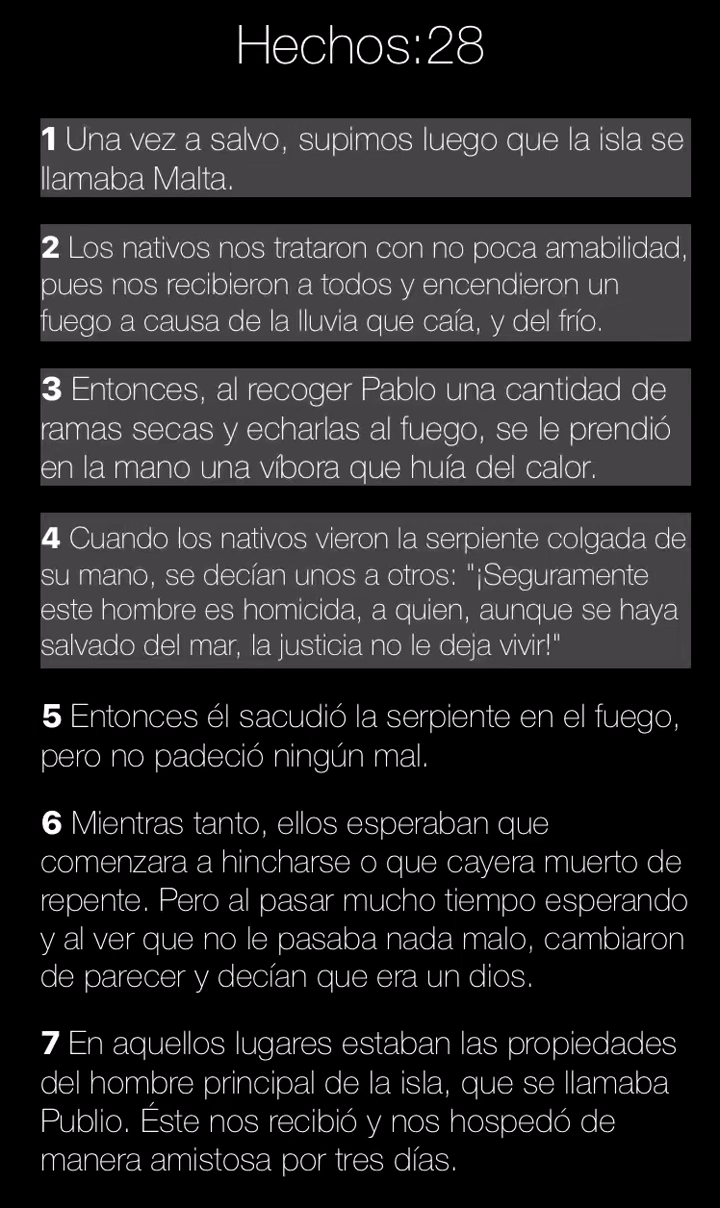 Hechos:28
1 Una vez a salvo, supimos luego que la isla se
llamaba Malta.
2 Los nativos nos trataron con no poca amabilidad,
pues nos recibieron a todos y encendieron un
fuego a causa de la lluvia que caía, y del frío.
3 Entonces, al recoger Pablo una cantidad de
ramas secas y echarlas al fuego, se le prendió
en la mano una víbora que huía del calor.
4 Cuando los nativos vieron la serpiente colgada de
su mano, se decían unos a otros: "¡Seguramente
este hombre es homicida, a quien, aunque se haya
salvado del mar, la justicia no le deja vivir!"
5 Entonces él sacudió la serpiente en el fuego,
pero no padeció ningún mal.
6 Mientras tanto, ellos esperaban que
comenzara a hincharse o que cayera muerto de
repente. Pero al pasar mucho tiempo esperando
y al ver que no le pasaba nada malo, cambiaron
de parecer y decían que era un dios.
7 En aquellos lugares estaban las propiedades
del hombre principal de la isla, que se llamaba
Publio. Éste nos recibió y nos hospedó de
manera amistosa por tres días.